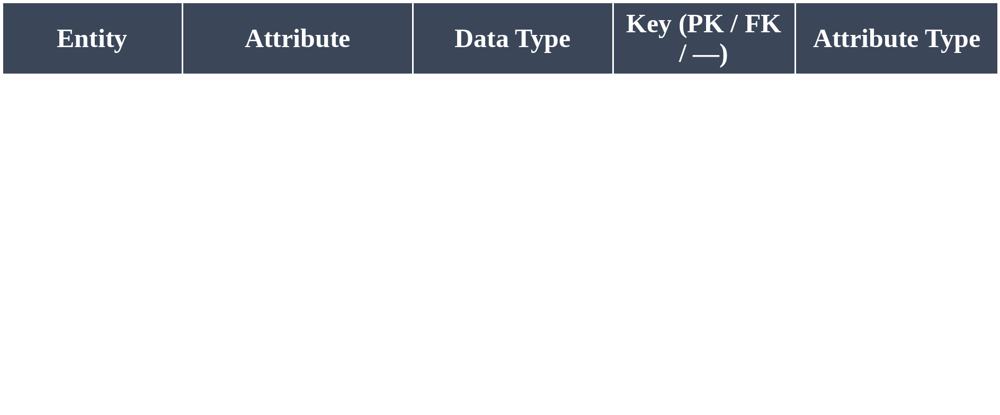 Entity
Attribute
Data Type
Key (PK / FK
/ —)
Attribute Type